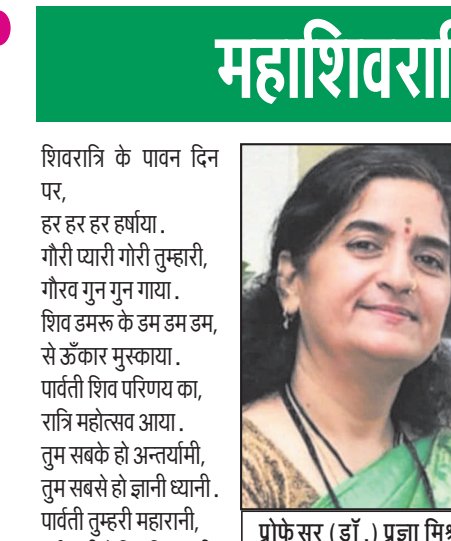 महाशिवरा
शिवरात्रि के पावन दिन
पर,
हर हर हर हर्षाया.
गौरी प्यारी गोरी तुम्हारी,
गौरव गुन गुन गाया.
शिव डमरू के डम डम डम,
से ऊँकार मुस्काया.
पार्वती शिव परिणय का,
रात्रि महोत्सव आया.
तुम सबके हो अन्तर्यामी,
तुम सबसे हो ज्ञानी ध्यानी.
पार्वती तुम्हरी महारानी,
प्रोफेसर (डॉ.) प्रज्ञा